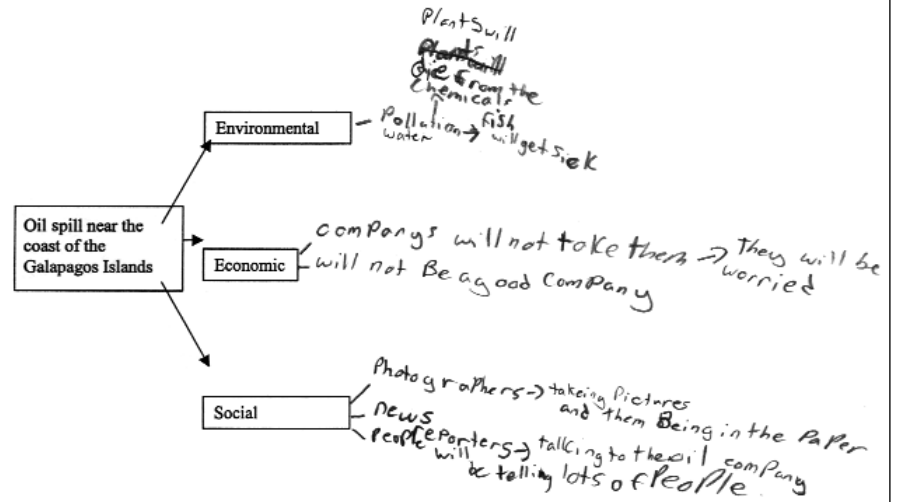 Plants will
die from the
chemicals
Environmental
Pollution → fish
water
will get siek
Oil spill near the
coast of the
Galapagos Islands
Economic
companys will not take them → They will be
worried
will not Be a good company
Social
Photographers → takeing Pictures
and them Being in the Paper
news
reporters → talking to the oil company
People will
be telling lots of People.